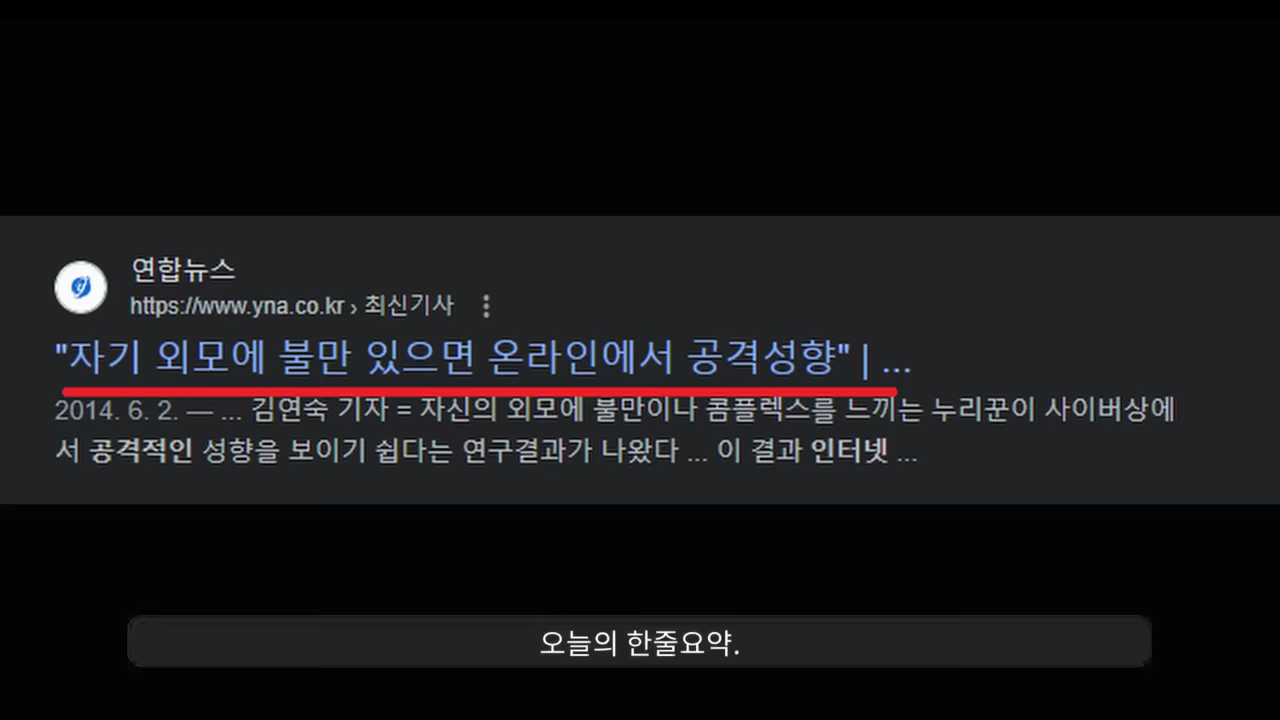 연합뉴스
https://www.yna.co.kr › 최신기사
"자기 외모에 불만 있으면 온라인에서 공격성향" | ...
2014. 6. 2. — ... 김연숙 기자 = 자신의 외모에 불만이나 콤플렉스를 느끼는 누리꾼이 사이버상에
서 공격적인 성향을 보이기 쉽다는 연구결과가 나왔다 ... 이 결과 인터넷 ...
오늘의 한줄요약.